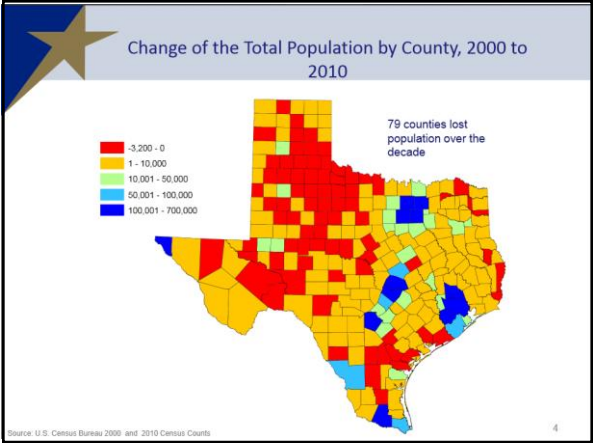 Change of the Total Population by County, 2000 to
2010
79 counties lost
population over the
decade
-3,200 - 0
1 - 10,000
10,001 - 50,000
50,001 - 100,000
100,001 - 700,000
Source: U.S. Census Bureau 2000 and 2010 Census Counts
4